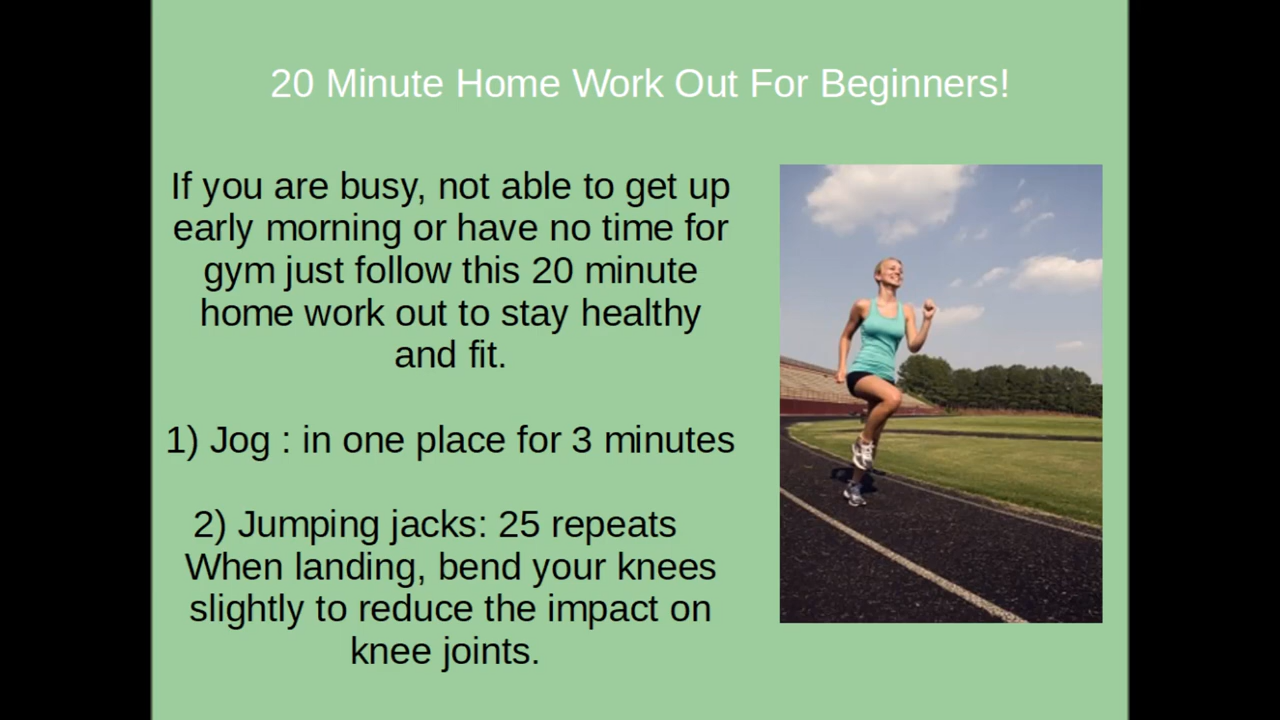 20 Minute Home Work Out For Beginners!
If you are busy, not able to get up
early morning or have no time for
gym just follow this 20 minute
home work out to stay healthy
and fit.
1) Jog : in one place for 3 minutes
2) Jumping jacks: 25 repeats
When landing, bend your knees
slightly to reduce the impact on
knee joints.